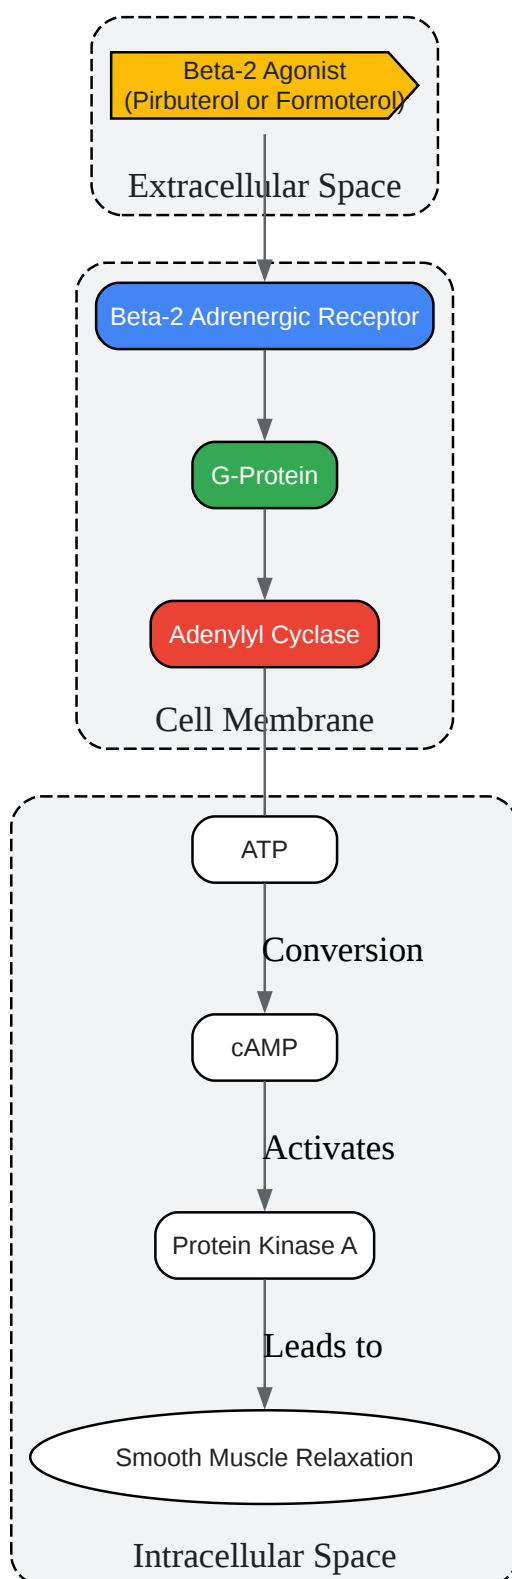 Beta-2 Agonist
(Pirbuterol or Formoterol)
Extracellular Space
Beta-2 Adrenergic Receptor
G-Protein
Adenylyl Cyclase
Cell Membrane
ATP
Conversion
cAMP
Activates
Protein Kinase A
Leads to
Smooth Muscle Relaxation
Intracellular Space